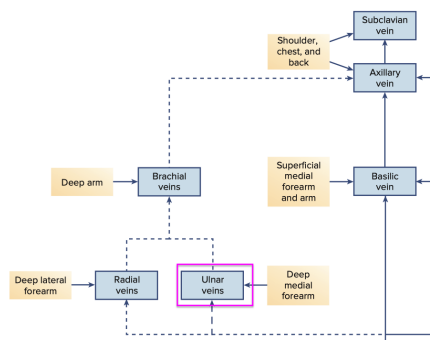 Subclavian
vein
Shoulder,
chest, and
back
Axillary
vein
Deep arm
Brachial
veins
Superficial
medial
forearm
and arm
Basilic
vein
Deep lateral
forearm
Radial
veins
Ulnar
veins
Deep
medial
forearm